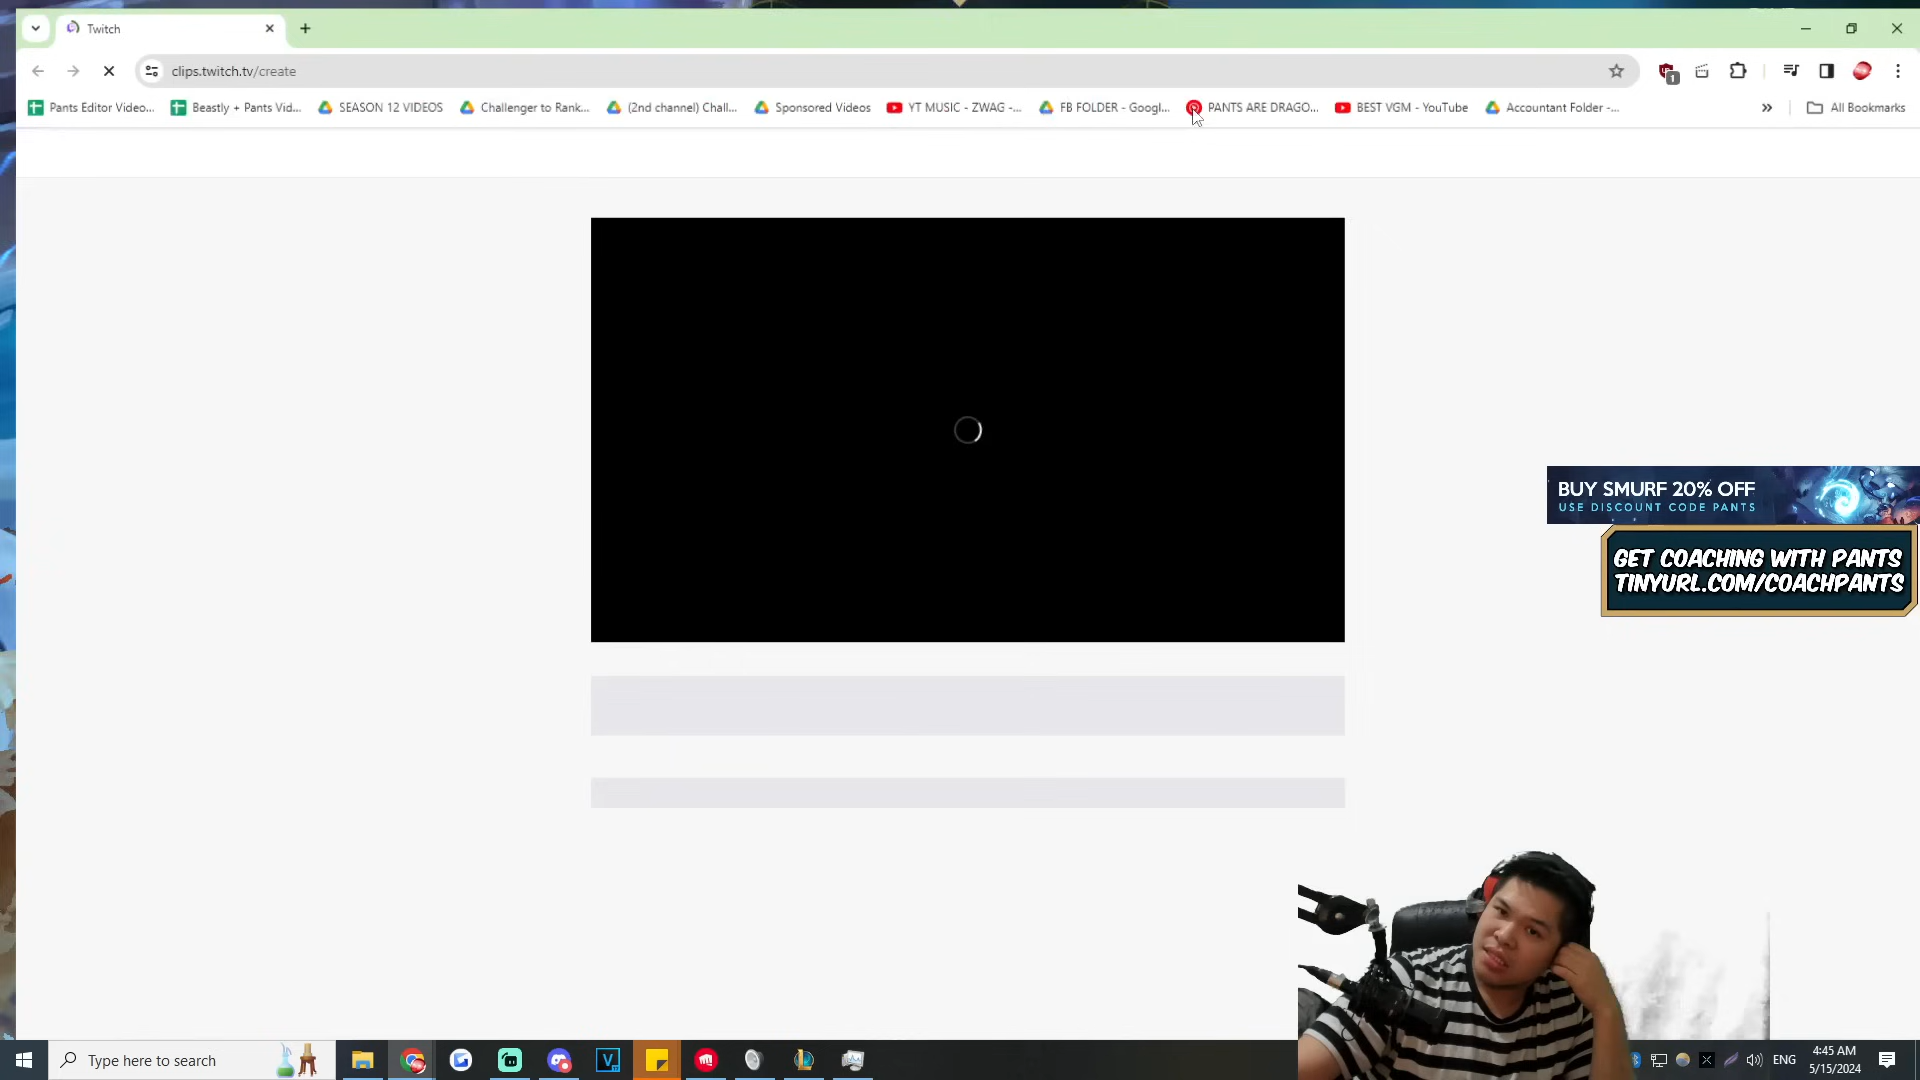 Twitch
clips.twitch.tv/create
1
Pants Editor Video...
Beastly + Pants Vid...
SEASON 12 VIDEOS
Challenger to Rank...
(2nd channel) Chall...
Sponsored Videos
YT MUSIC - ZWAG -...
FB FOLDER - Googl...
PANTS ARE DRAGO...
BEST VGM - YouTube
Accountant Folder -...
All Bookmarks
BUY SMURF 20% OFF
USE DISCOUNT CODE PANTS
GET COACHING WITH PANTS
TINYURL.COM/COACHPANTS
Type here to search
ENG
4:45 AM
5/15/2024